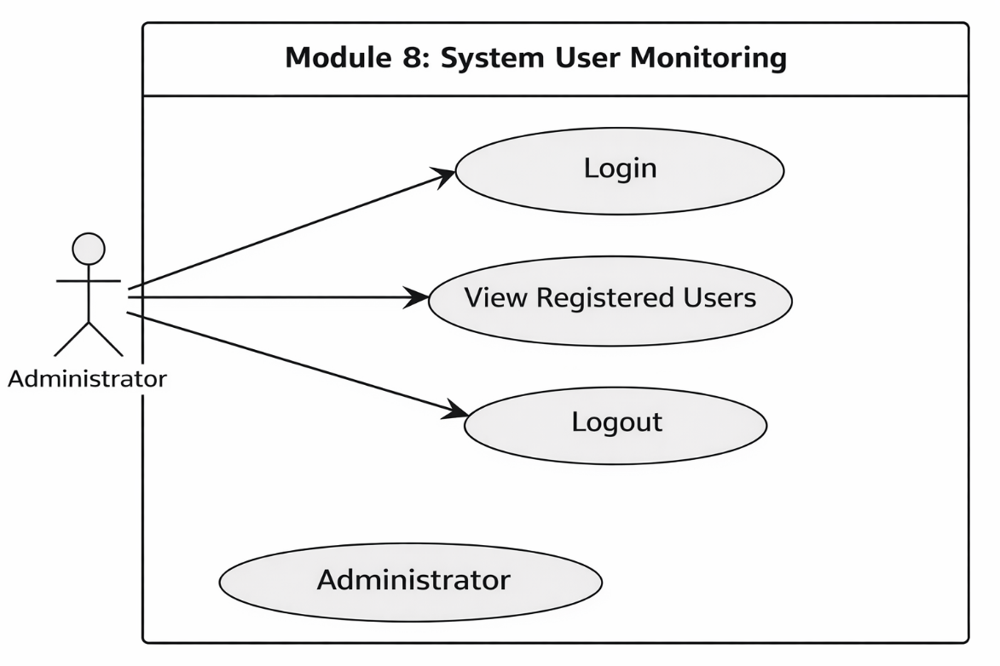 Module 8: System User Monitoring
Login
View Registered Users
Administrator
Logout
Administrator